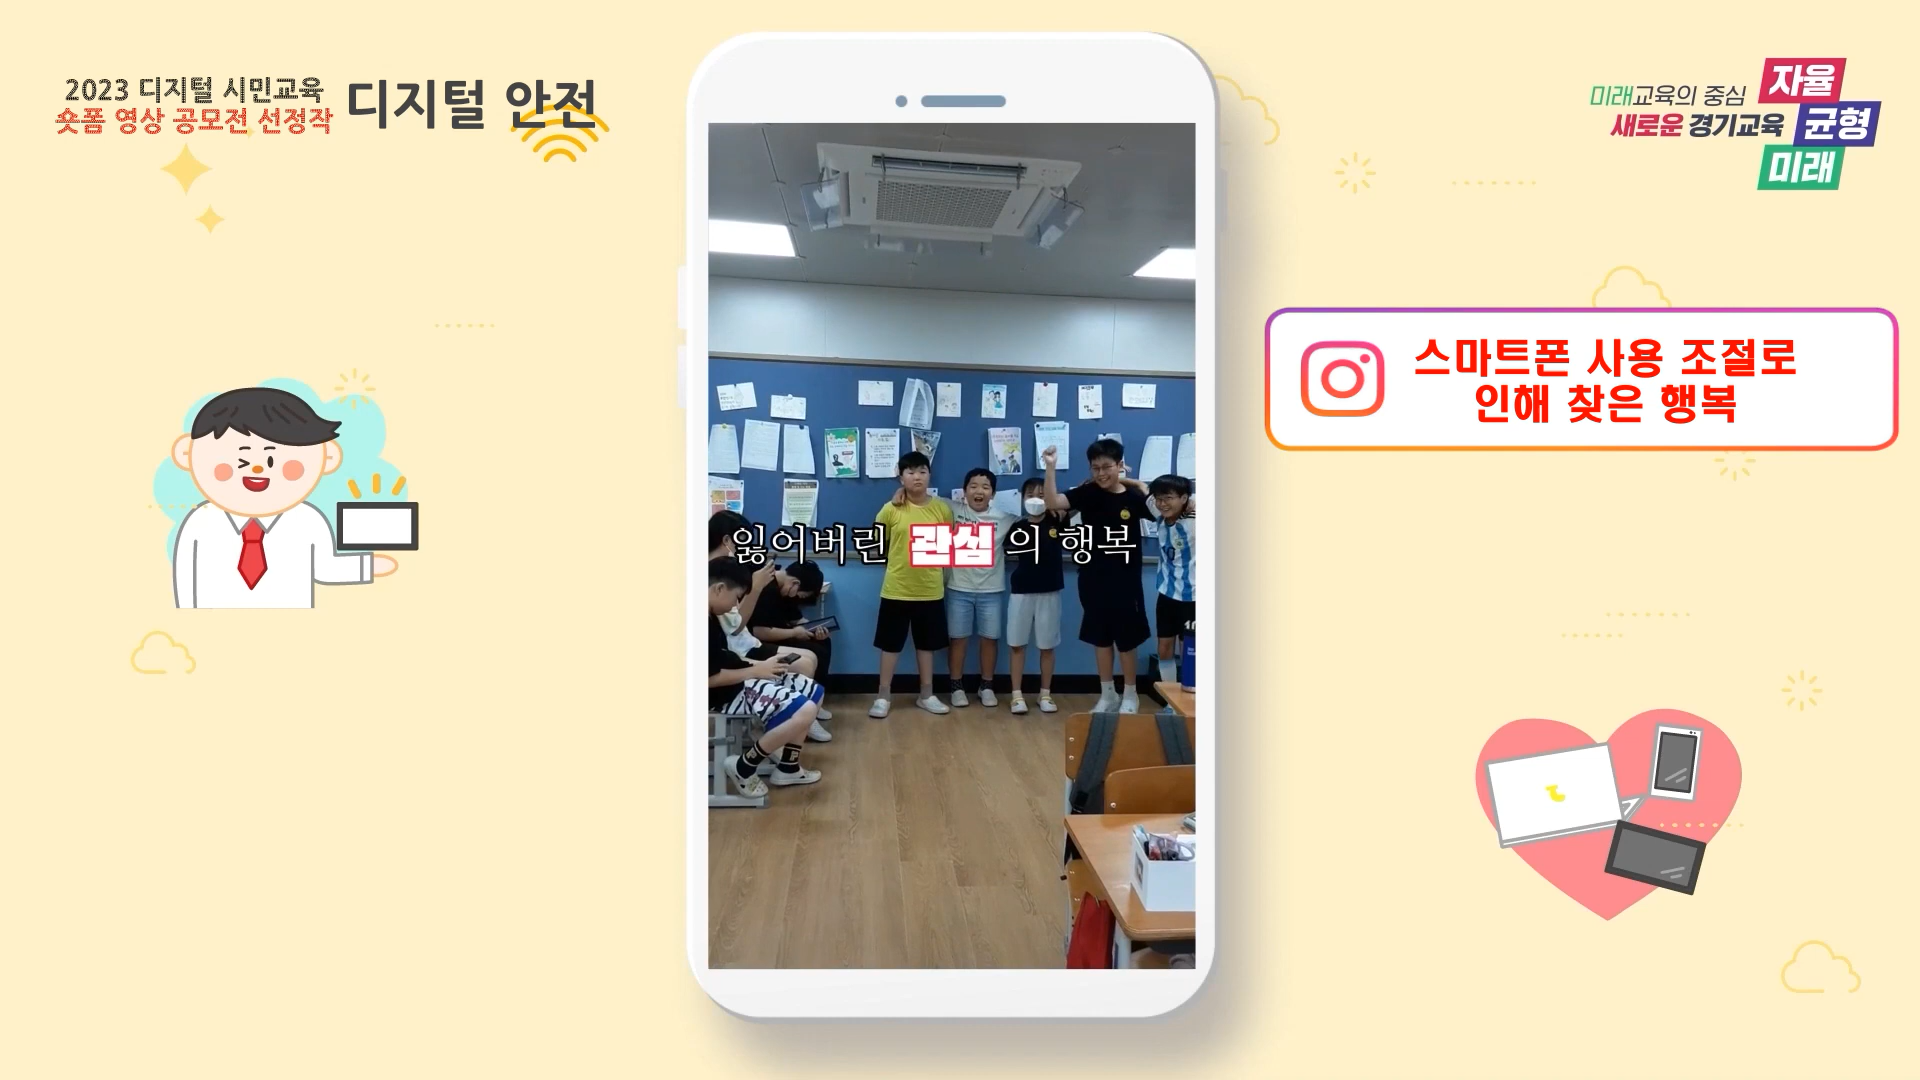 2023 디지털 시민교육
숏폼 영상 공모전 선정작
디지털 안전
미래교육의 중심
새로운 경기교육
자율
균형
미래
스마트폰 사용 조절로
인해 찾은 행복
잃어버린 관심의 행복